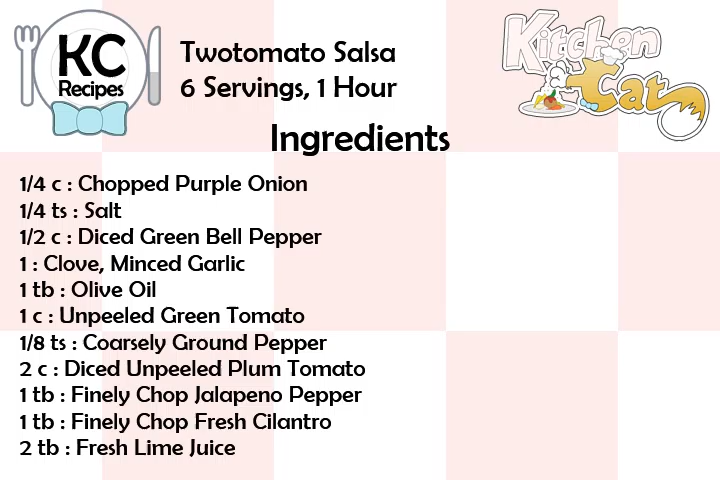 KC
Recipes
Twotomato Salsa
6 Servings, 1 Hour
Kitchen
Cat
Ingredients
1/4 c : Chopped Purple Onion
1/4 ts : Salt
1/2 c : Diced Green Bell Pepper
1 : Clove, Minced Garlic
1 tb : Olive Oil
1 c : Unpeeled Green Tomato
1/8 ts : Coarsely Ground Pepper
2 c : Diced Unpeeled Plum Tomato
1 tb : Finely Chop Jalapeno Pepper
1 tb : Finely Chop Fresh Cilantro
2 tb : Fresh Lime Juice